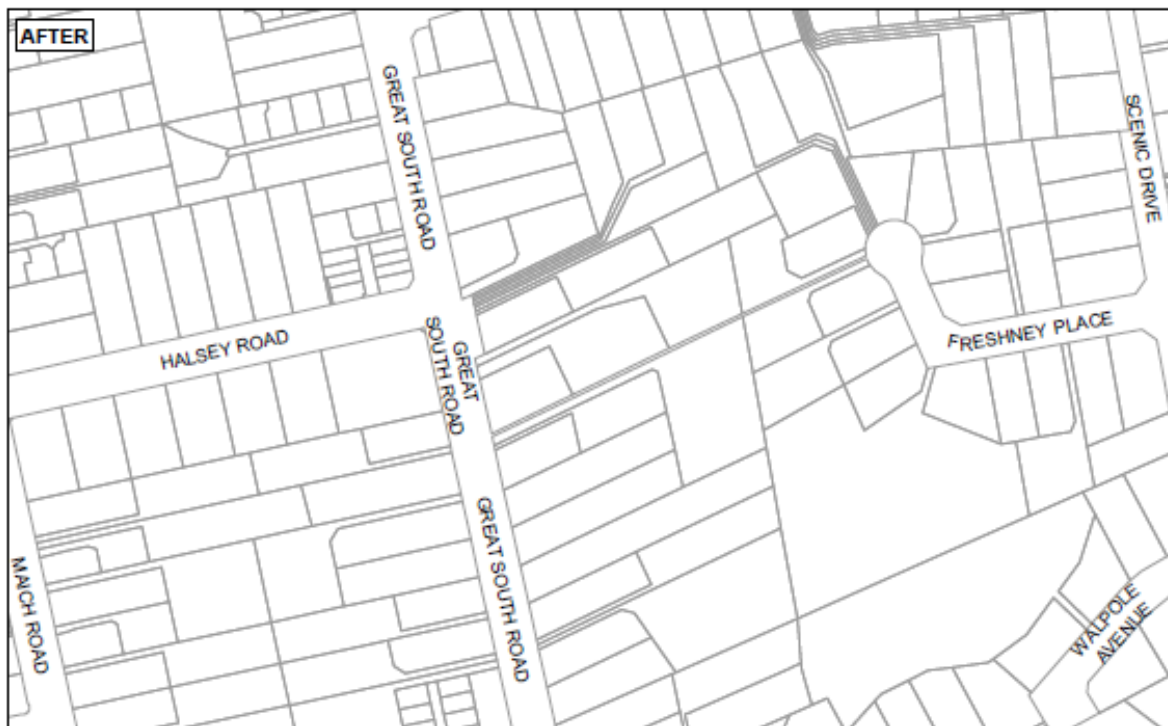 AFTER
GREAT SOUTH ROAD
SCENIC DRIVE
HALSEY ROAD
GREAT
SOUTH ROAD
FRESHNEY PLACE
GREAT SOUTH ROAD
MAICH ROAD
WALPOLE
AVENUE